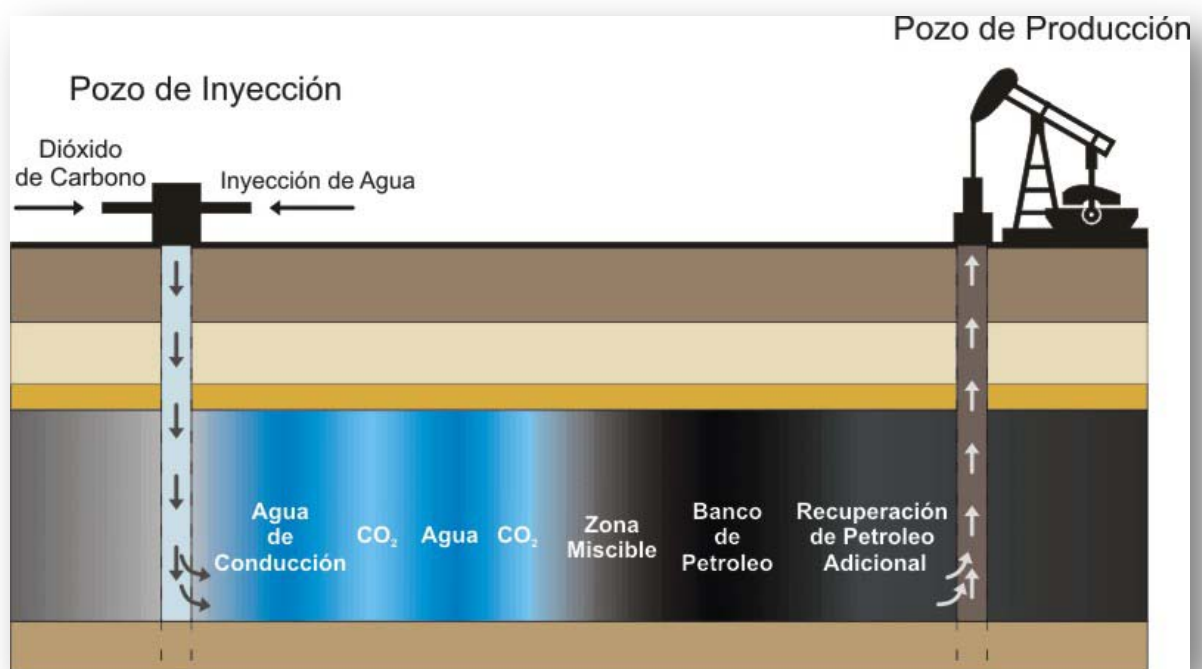 Pozo de Producción
Pozo de Inyección
Dióxido
de Carbono
Inyección de Agua
Agua
de
Conducción
CO₂
Agua
CO₂
Zona
Miscible
Banco
de
Petroleo
Recuperación
de Petroleo
Adicional